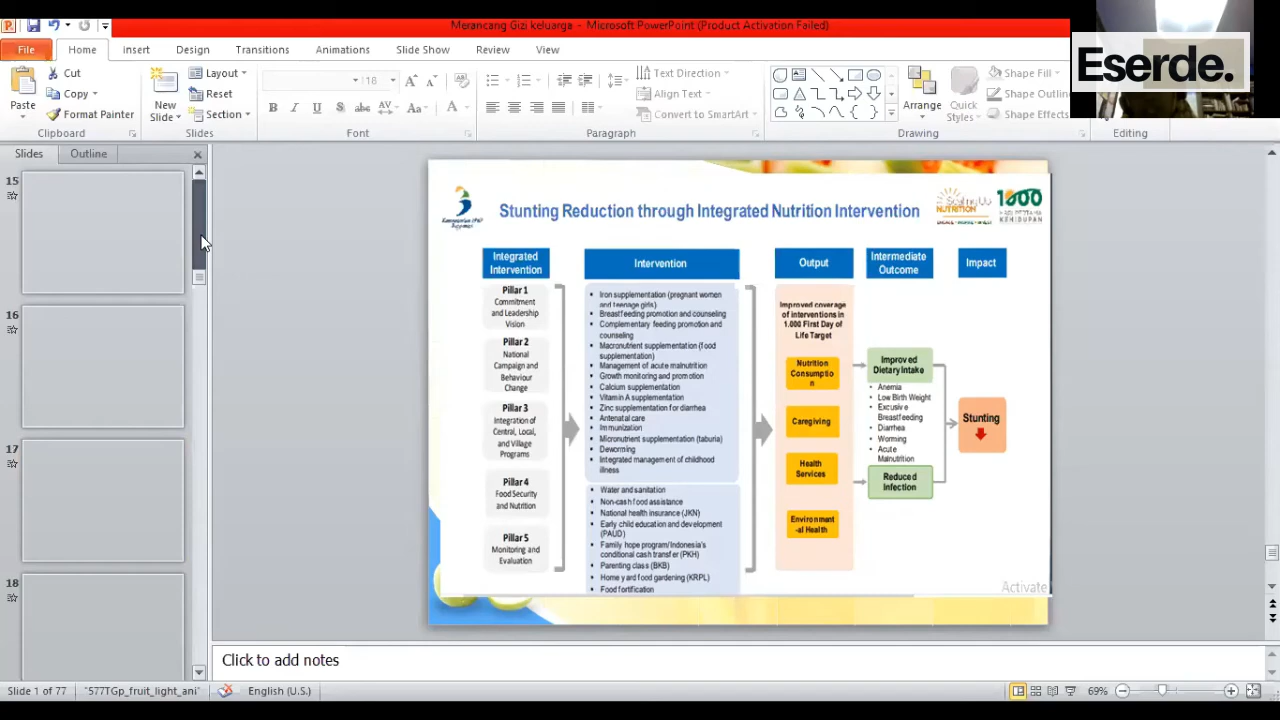 Merancang Gizi keluarga - Microsoft PowerPoint (Product Activation Failed)
File Home Insert Design Transitions Animations Slide Show Review View
Eserde.
Paste
Cut
Copy
Format Painter
Clipboard
New Slide
Layout
Reset
Section
Slides
18
Font
Text Direction
Align Text
Convert to SmartArt
Paragraph
Arrange
Quick Styles
Shape Fill
Shape Outlin
Shape Effects
Drawing
Editing
Slides Outline
15
16
17
18
Stunting Reduction through Integrated Nutrition Intervention
NUTRITION
1000
HARI PERTAMA
KEHIDUPAN
Integrated
Intervention
Pillar 1
Commitment
and Leadership
Vision
Pillar 2
National
Campaign and
Behaviour
Change
Pillar 3
Integration of
Central, Local,
and Village
Programs
Pillar 4
Food Security
and Nutrition
Pillar 5
Monitoring and
Evaluation
Intervention
• Iron supplementation (pregnant women
and teenage girls)
• Breastfeeding promotion and counseling
• Complementary feeding promotion and
counseling
• Macronutrient supplementation (food
supplementation)
• Management of acute malnutrition
• Growth monitoring and promotion
• Calcium supplementation
• Vitamin A supplementation
• Zinc supplementation for diarrhea
• Antenatal care
• Immunization
• Micronutrient supplementation (taburia)
• Deworming
• Integrated management of childhood
illness
• Water and sanitation
• Non-cash food assistance
• National health insurance (JKN)
• Early child education and development
(PAUD)
• Family hope program/Indonesia's
conditional cash transfer (PKH)
• Parenting class (BKB)
• Home yard food gardening (KRPL)
• Food fortification
Output
Improved coverage
of interventions in
1.000 First Day of
Life Target
Nutrition
Consumptio
n
Caregiving
Health
Services
Environment
-al Health
Intermediate
Outcome
Improved
Dietary Intake
• Anemia
• Low Birth Weight
• Excusive
Breastfeeding
• Diarrhea
• Worming
• Acute
Malnutrition
Reduced
Infection
Impact
Stunting
Activate
Click to add notes
Slide 1 of 77 "577TGp_fruit_light_ani" English (U.S.) 69%